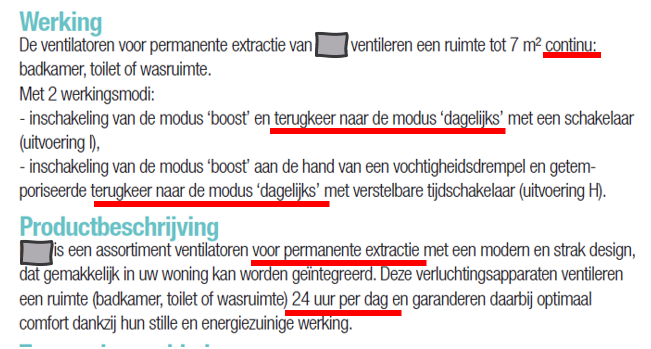 Werking
De ventilatoren voor permanente extractie van ventileren een ruimte tot 7 m² continu:
badkamer, toilet of wasruimte.
Met 2 werkingsmodi:
- inschakeling van de modus ‘boost’ en terugkeer naar de modus ‘dagelijks’ met een schakelaar
(uitvoering I),
- inschakeling van de modus ‘boost’ aan de hand van een vochtigheidsdrempel en getem-
poriseerde terugkeer naar de modus ‘dagelijks’ met verstelbare tijdschakelaar (uitvoering H).
Productbeschrijving
is een assortiment ventilatoren voor permanente extractie met een modern en strak design,
dat gemakkelijk in uw woning kan worden geïntegreerd. Deze verluchtingsapparaten ventileren
een ruimte (badkamer, toilet of wasruimte) 24 uur per dag en garanderen daarbij optimaal
comfort dankzij hun stille en energiezuinige werking.